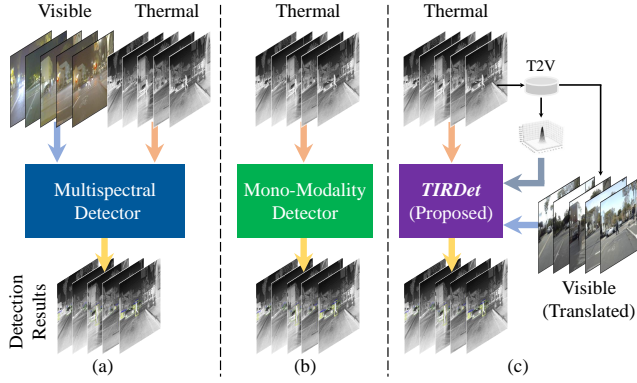 Visible
Thermal
Thermal
Thermal
T2V
Multispectral
Detector
Mono-Modality
Detector
TIRDet
(Proposed)
Visible
(Translated)
Detection
Results
(a)
(b)
(c)